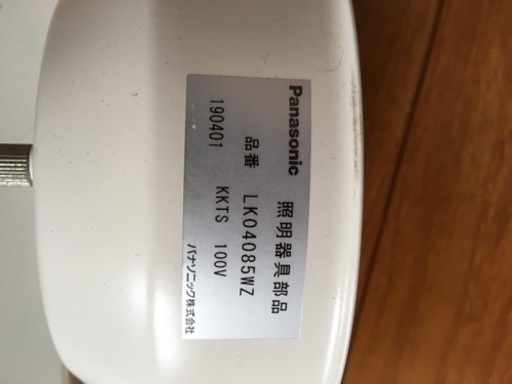 Panasonic 照明器具部品
品番 LK04085WZ
190401 KKTS 100V
パナソニック株式会社